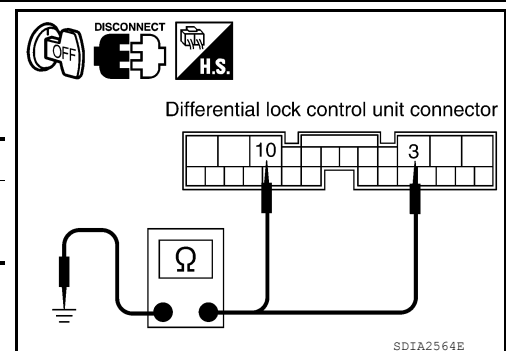 DISCONNECT
OFF
H.S.
Differential lock control unit connector
10 3
Ω
SDIA2564E